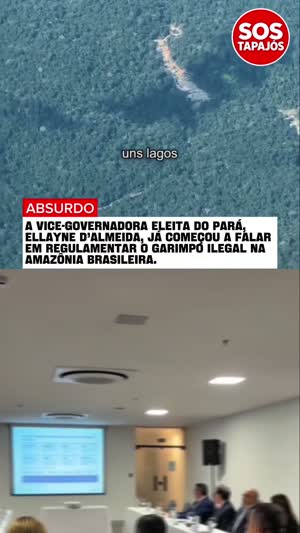 SOS
TAPAJÓS
uns lagos
ABSURDO
A VICE-GOVERNADORA ELEITA DO PARÁ,
ELLAYNE D'ALMEIDA, JÁ COMEÇOU A FALAR
EM REGULAMENTAR O GARIMPO ILEGAL NA
AMAZÔNIA BRASILEIRA.